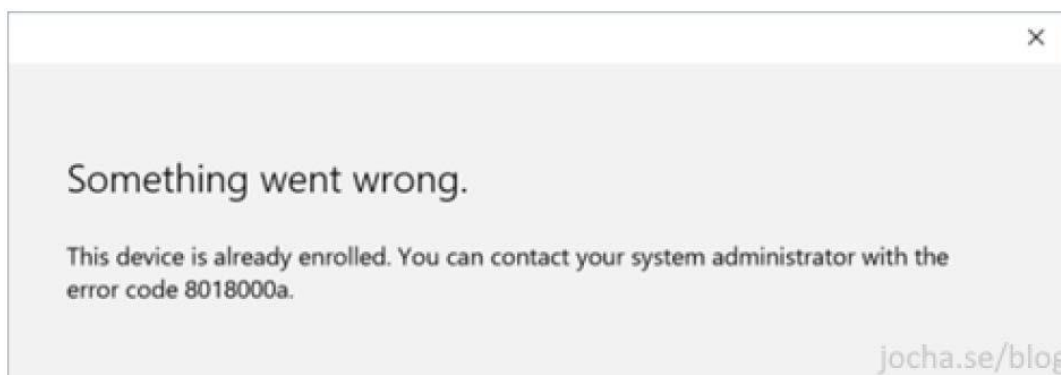 Something went wrong.
This device is already enrolled. You can contact your system administrator with the
error code 8018000a.
jocha.se/blog